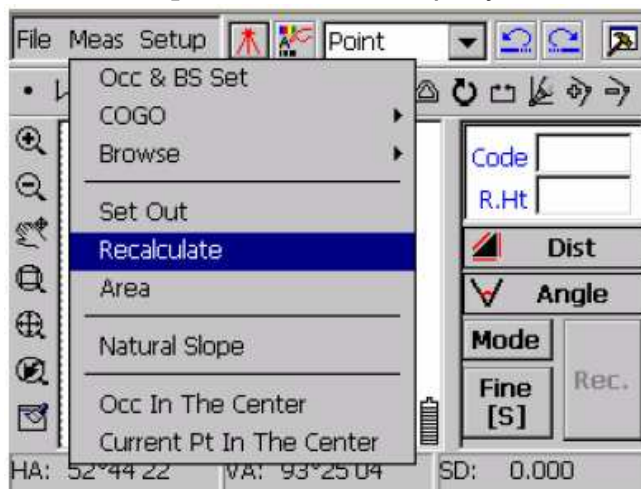 File Meas Setup Point
Occ & BS Set
COGO
Browse
Set Out
Recalculate
Area
Natural Slope
Occ In The Center
Current Pt In The Center
Code
R.Ht
Dist
Angle
Mode
Fine
[S]
Rec.
HA: 52°44 22 VA: 93°25 04 SD: 0.000